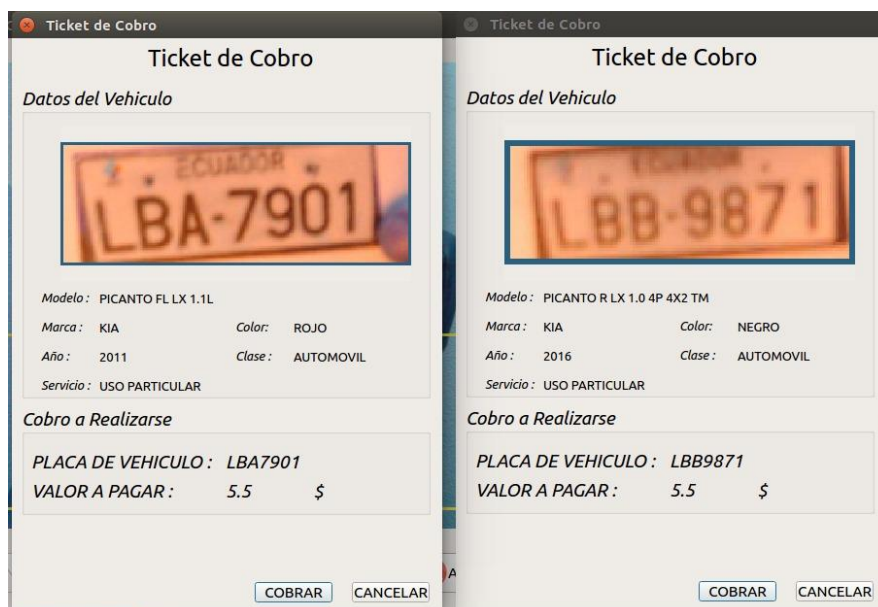 Ticket de Cobro
Ticket de Cobro
Datos del Vehiculo
ECUADOR
LBA-7901
Modelo : PICANTO FL LX 1.1L
Marca : KIA Color: ROJO
Año : 2011 Clase : AUTOMOVIL
Servicio : USO PARTICULAR
Cobro a Realizarse
PLACA DE VEHICULO : LBA7901
VALOR A PAGAR : 5.5 $
COBRAR CANCELAR
Ticket de Cobro
Ticket de Cobro
Datos del Vehiculo
ECUADOR
LBB-9871
Modelo : PICANTO R LX 1.0 4P 4X2 TM
Marca : KIA Color: NEGRO
Año : 2016 Clase : AUTOMOVIL
Servicio : USO PARTICULAR
Cobro a Realizarse
PLACA DE VEHICULO : LBB9871
VALOR A PAGAR : 5.5 $
COBRAR CANCELAR